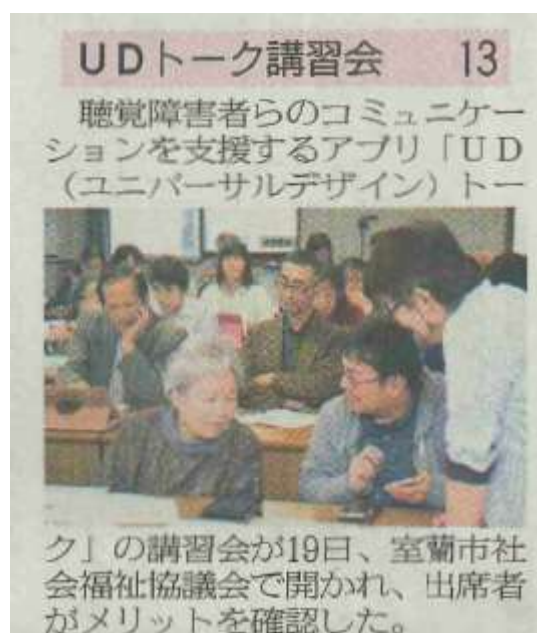 UDトーク講習会 13
聴覚障害者らのコミュニケー
ションを支援するアプリ「UD
(ユニバーサルデザイン)トー
ク」の講習会が19日、室蘭市社
会福祉協議会で開かれ、出席者
がメリットを確認した。